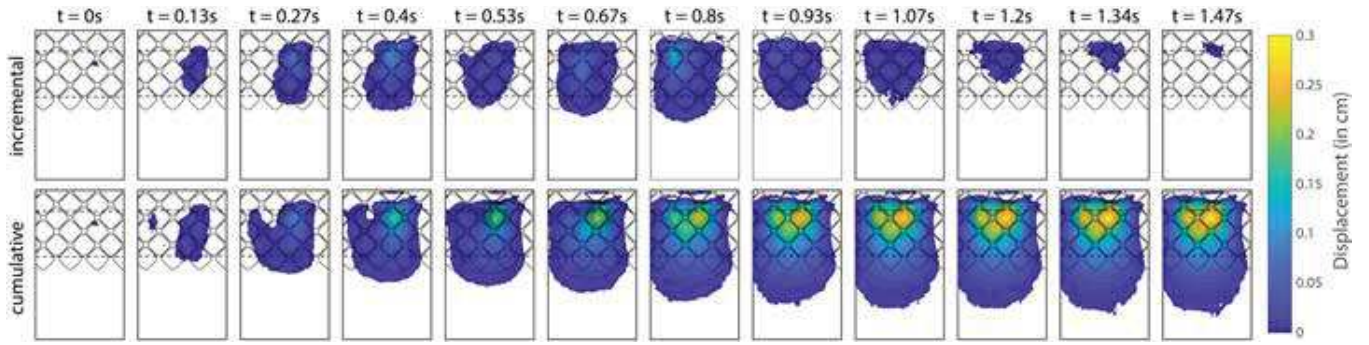 t = 0s t = 0.13s t = 0.27s t = 0.4s t = 0.53s t = 0.67s t = 0.8s t = 0.93s t = 1.07s t = 1.2s t = 1.34s t = 1.47s
incremental
cumulative
0.3
0.25
0.2
0.15
0.1
0.05
0
Displacement (in cm)